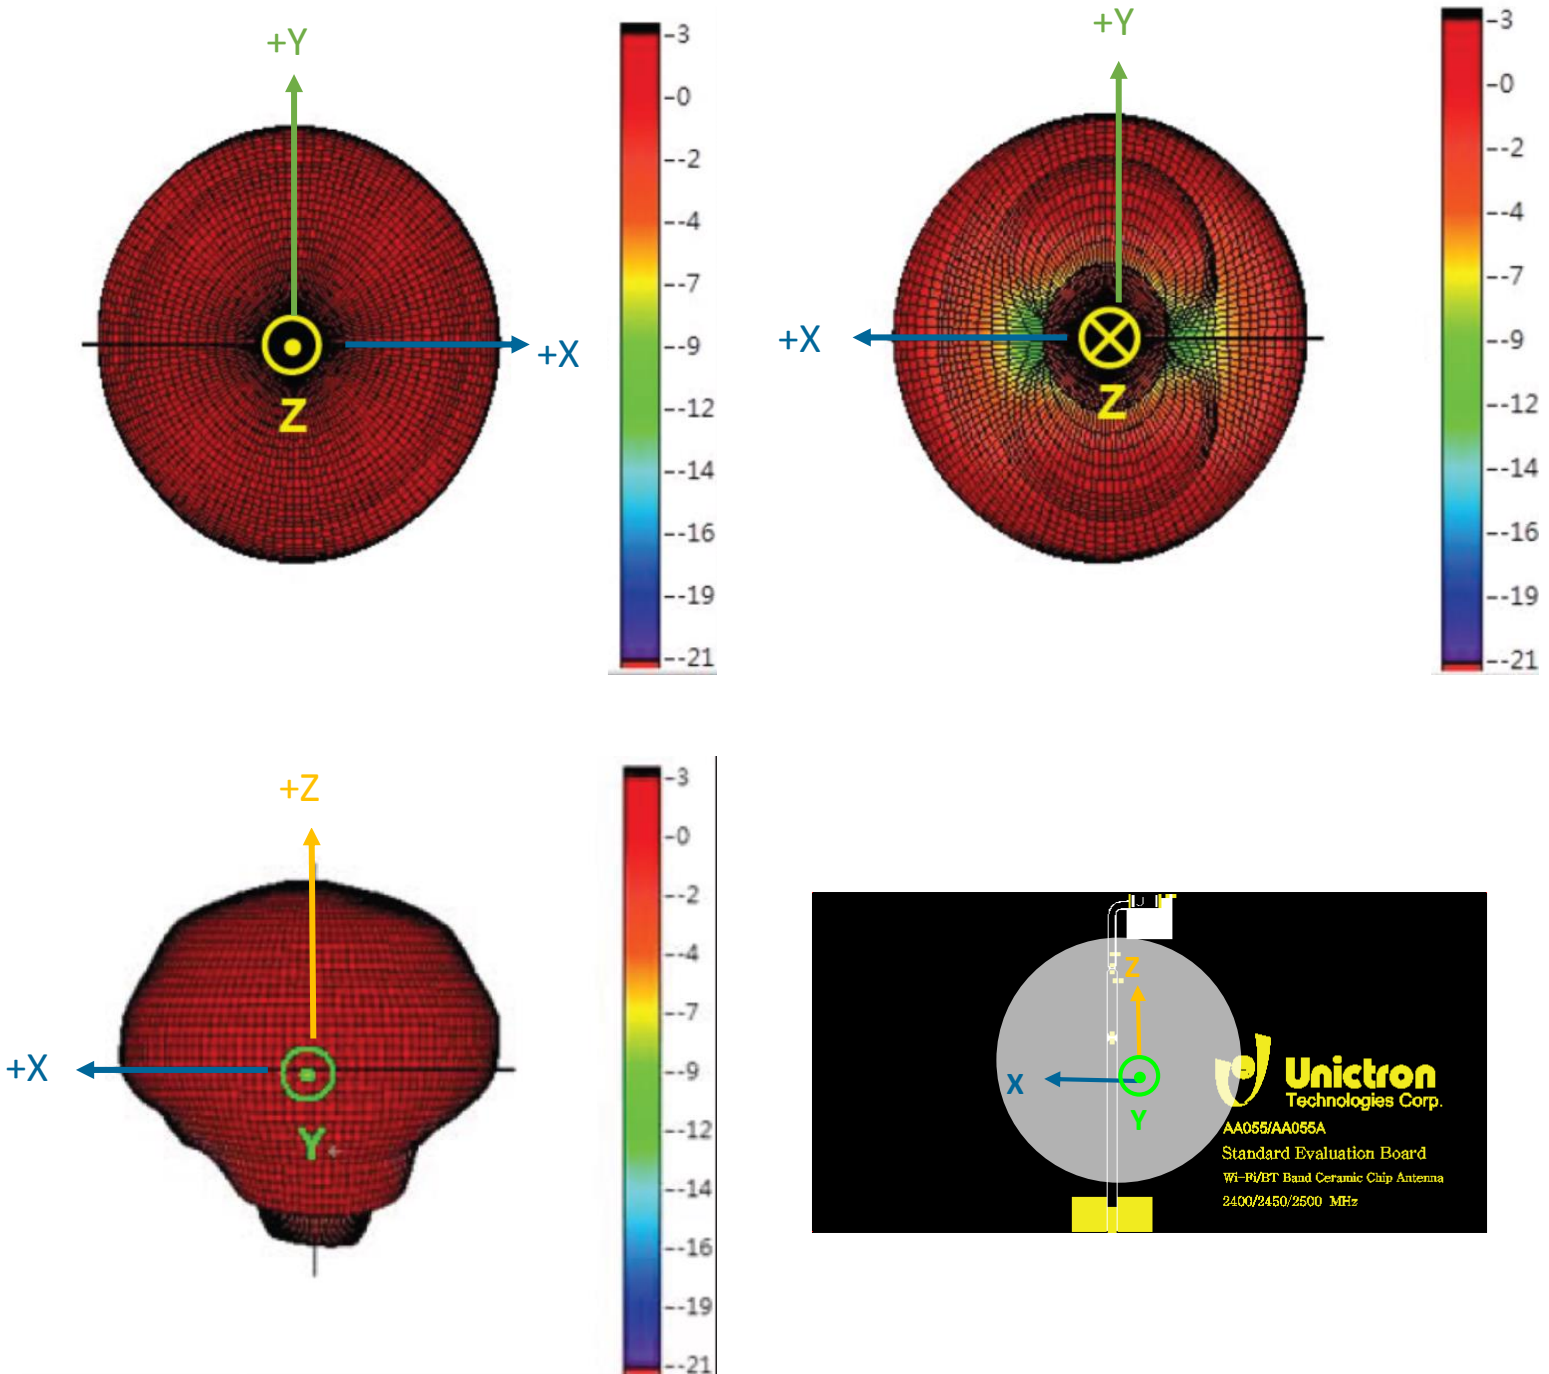 +Y
+X
Z
-3
-0
--2
--4
--7
--9
--12
--14
--16
--19
--21
+Y
+X
Z
-3
-0
--2
--4
--7
--9
--12
--14
--16
--19
--21
+Z
+X
Y
-3
-0
--2
--4
--7
--9
--12
--14
--16
--19
--21
Z
X
Y
Unictron
Technologies Corp.
AA055/AA055A
Standard Evaluation Board
Wi-Fi/BT Band Ceramic Chip Antenna
2400/2450/2500 MHz